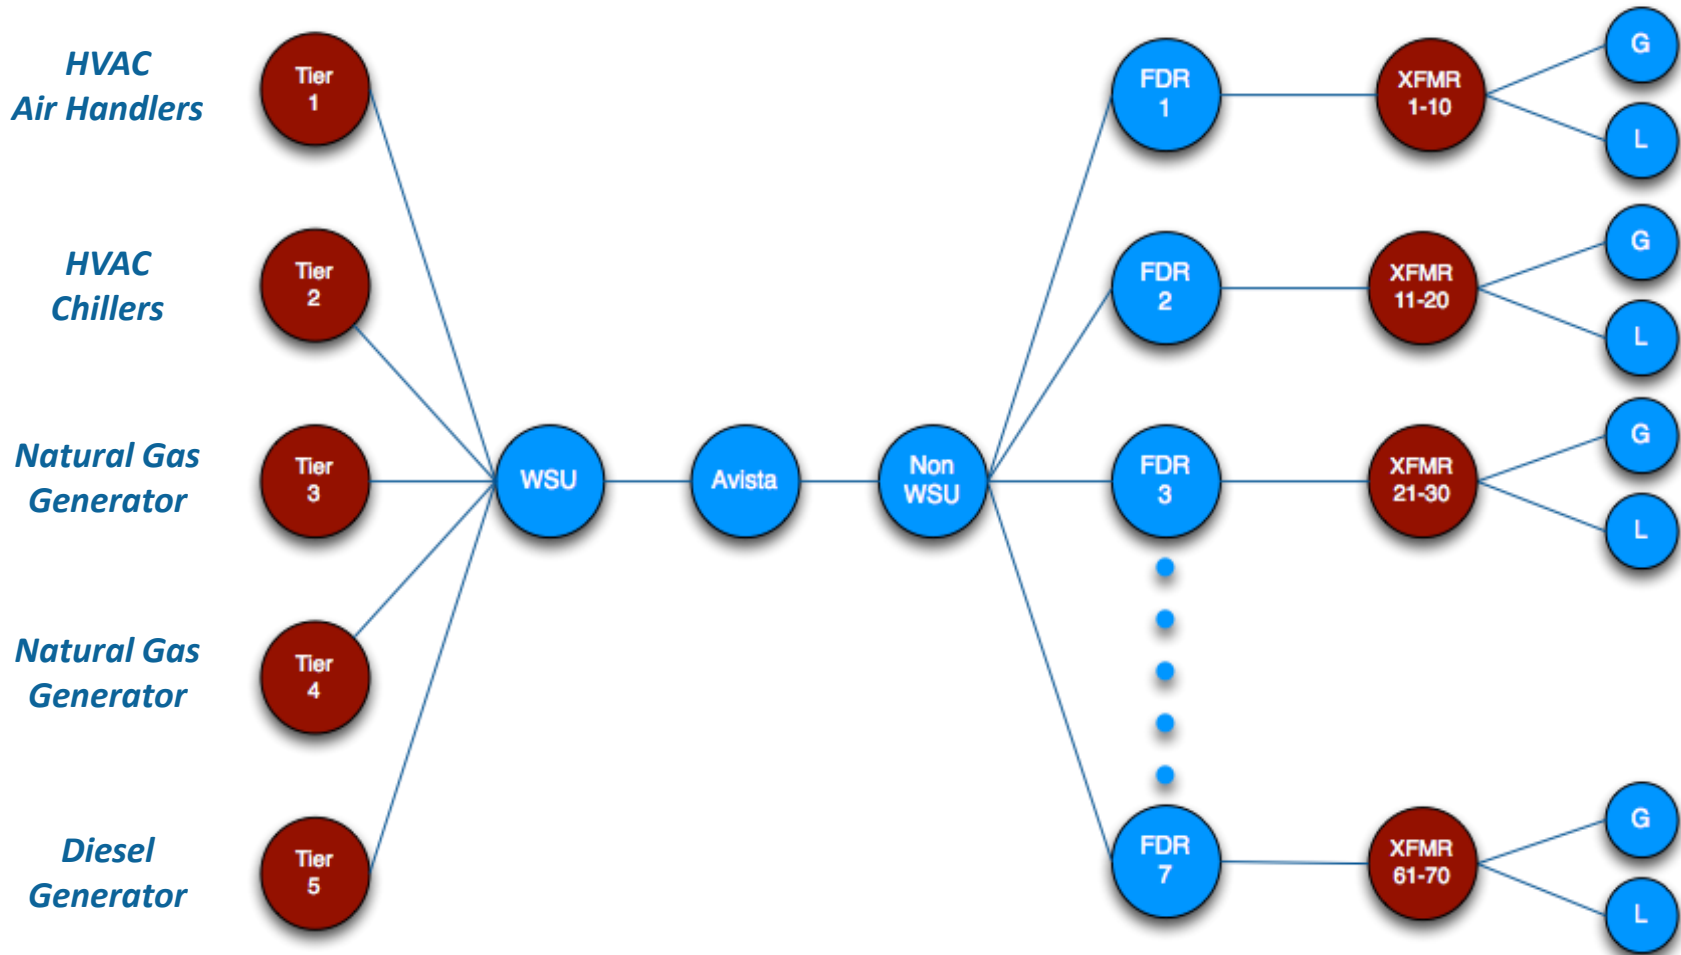 HVAC
Air Handlers
Tier
1
FDR
1
XFMR
1-10
G
L
HVAC
Chillers
Tier
2
FDR
2
XFMR
11-20
G
L
Natural Gas
Generator
Tier
3
WSU
Avista
Non
WSU
FDR
3
XFMR
21-30
G
L
Natural Gas
Generator
Tier
4
Diesel
Generator
Tier
5
FDR
7
XFMR
61-70
G
L